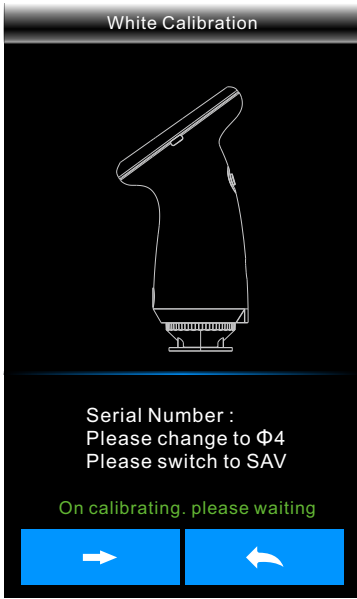 White Calibration
Serial Number :
Please change to Φ4
Please switch to SAV
On calibrating. please waiting